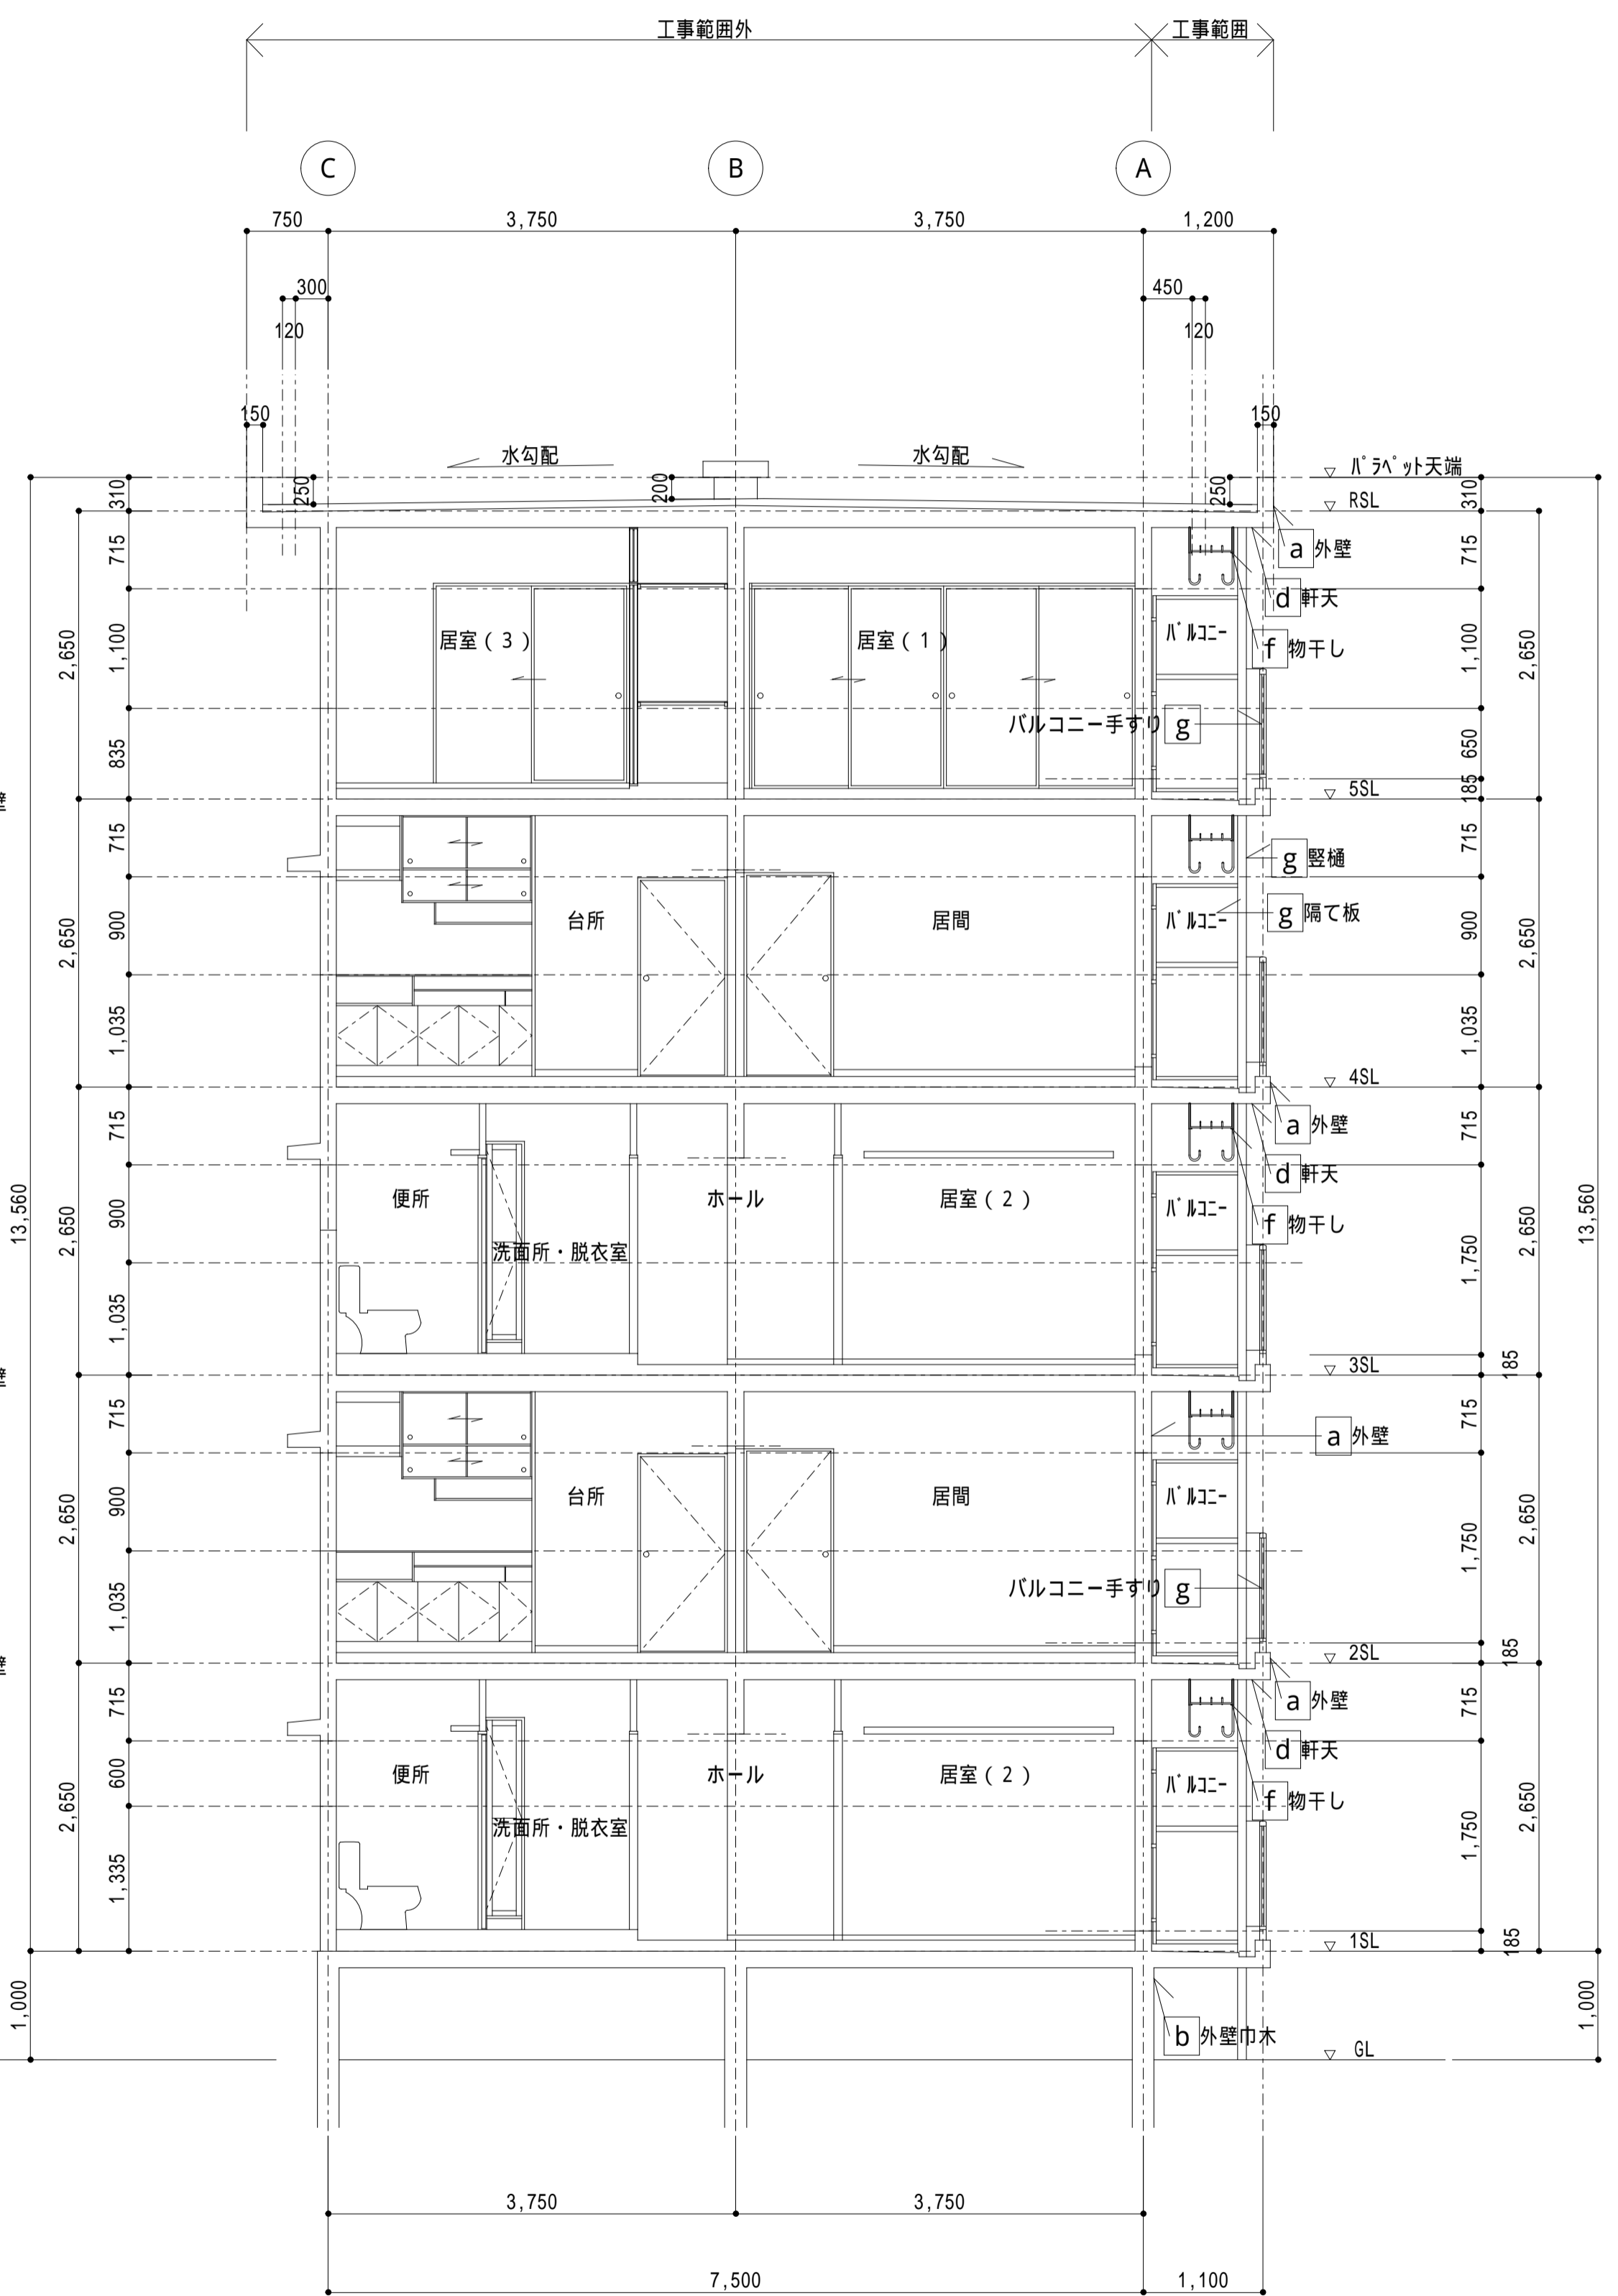 工事範囲外 工事範囲
C B A
750 3,750 3,750 1,200
300 450
120 120
150 150
水勾配 水勾配 ﾊﾟﾗﾍﾟｯﾄ天端
310 250 200 250 310
RSL
a 外壁
715 715
d 軒天
居室(3) 居室(1) ﾊﾞﾙｺﾆｰ
f 物干し
2,650 1,100 1,100 2,650
バルコニー手すり g
835 650
185
5SL
715 715
g 竪樋
g 隔て板
台所 居間 ﾊﾞﾙｺﾆｰ
2,650 900 900 2,650
1,035 1,035
4SL
a 外壁
715 715
d 軒天
便所 ホール 居室(2) ﾊﾞﾙｺﾆｰ
f 物干し
13,560 2,650 900 2,650 13,560
洗面所・脱衣室
1,750
1,035
3SL 185
715 715
a 外壁
台所 居間 ﾊﾞﾙｺﾆｰ
2,650 900 1,750 2,650
バルコニー手すり g
1,035
2SL 185
a 外壁
715 715
d 軒天
便所 ホール 居室(2) ﾊﾞﾙｺﾆｰ
600
f 物干し
2,650 2,650
洗面所・脱衣室
1,750
1,335
1SL 185
1,000 1,000
b 外壁巾木
GL
3,750 3,750
7,500 1,100